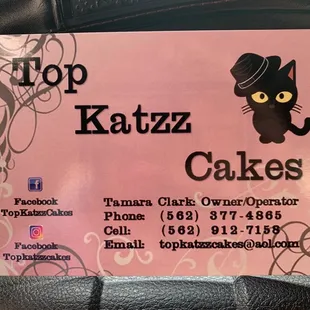 Top
Katzz
Cakes
Facebook
TopKatzzCakes
Facebook
Topkatzzcakes
Tamara Clark: Owner/Operator
Phone: (562) 377-4865
Cell: (562) 912-7158
Email: topkatzzcakes@aol.com